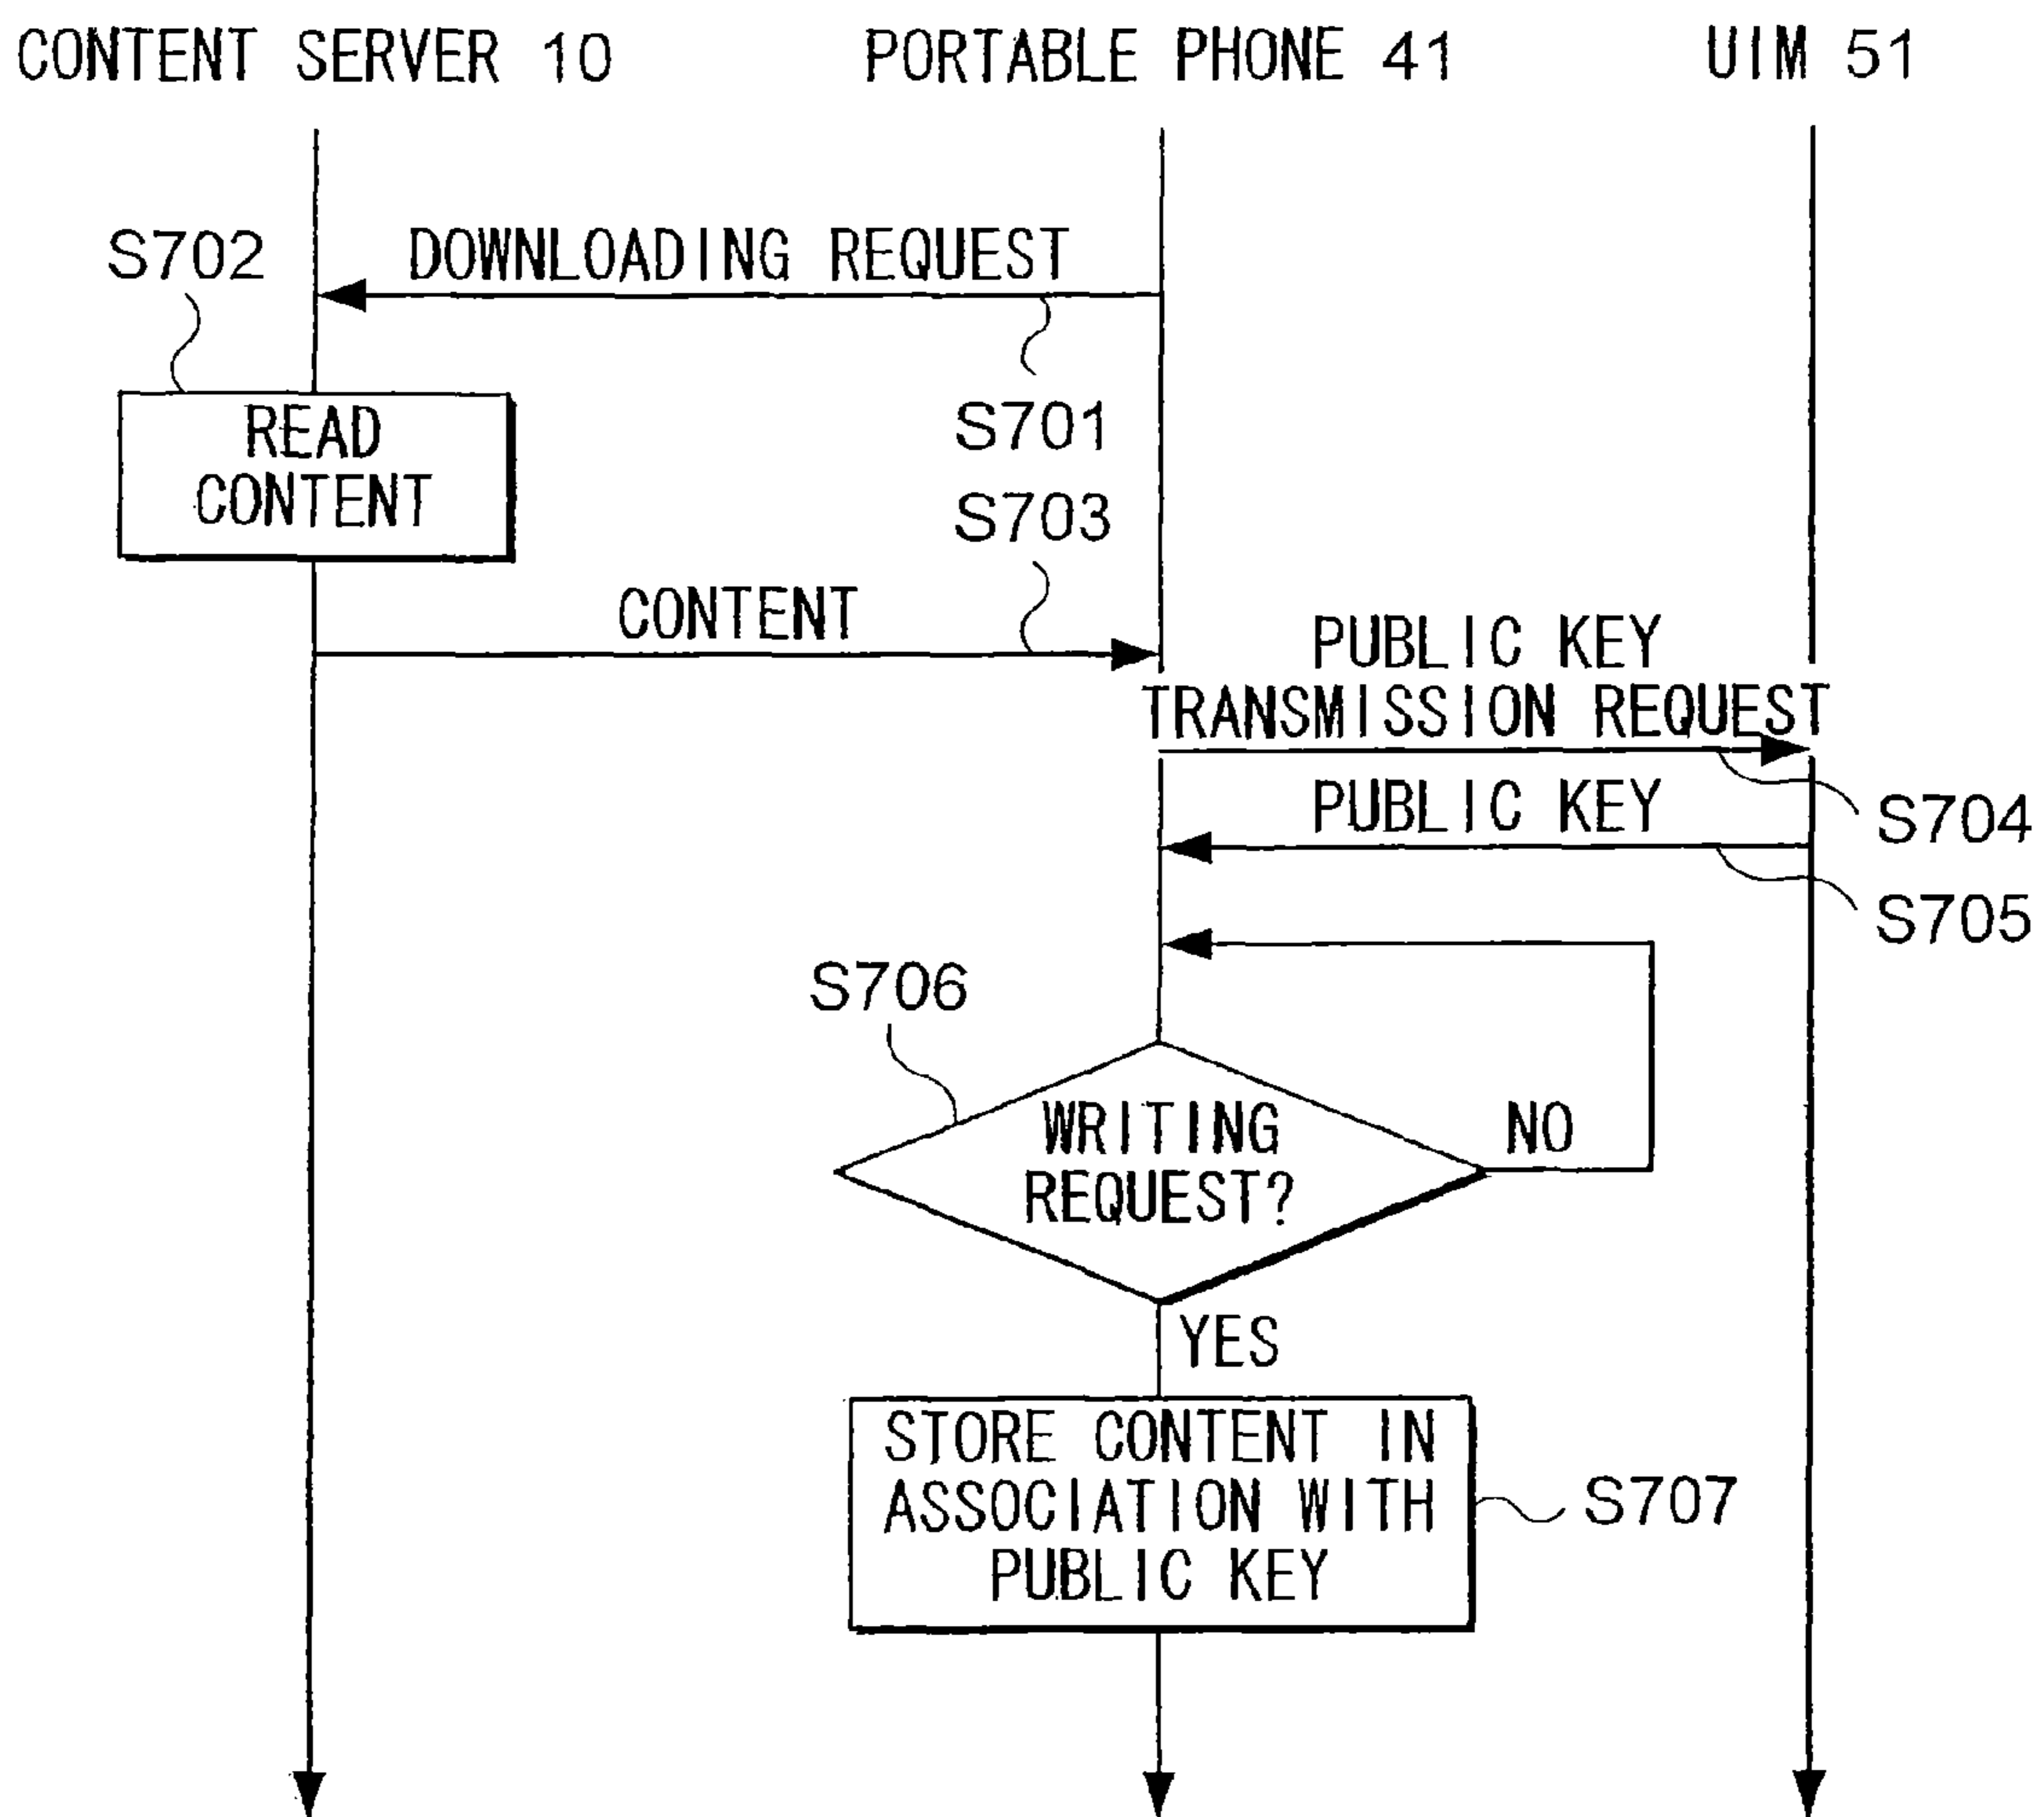 CONTENT SERVER 10
PORTABLE PHONE 41
UIM 51
S702
DOWNLOADING REQUEST
S701
READ
CONTENT
S703
CONTENT
PUBLIC KEY
TRANSMISSION REQUEST
S704
PUBLIC KEY
S705
S706
WRITING
REQUEST?
NO
YES
STORE CONTENT IN
ASSOCIATION WITH
PUBLIC KEY
S707